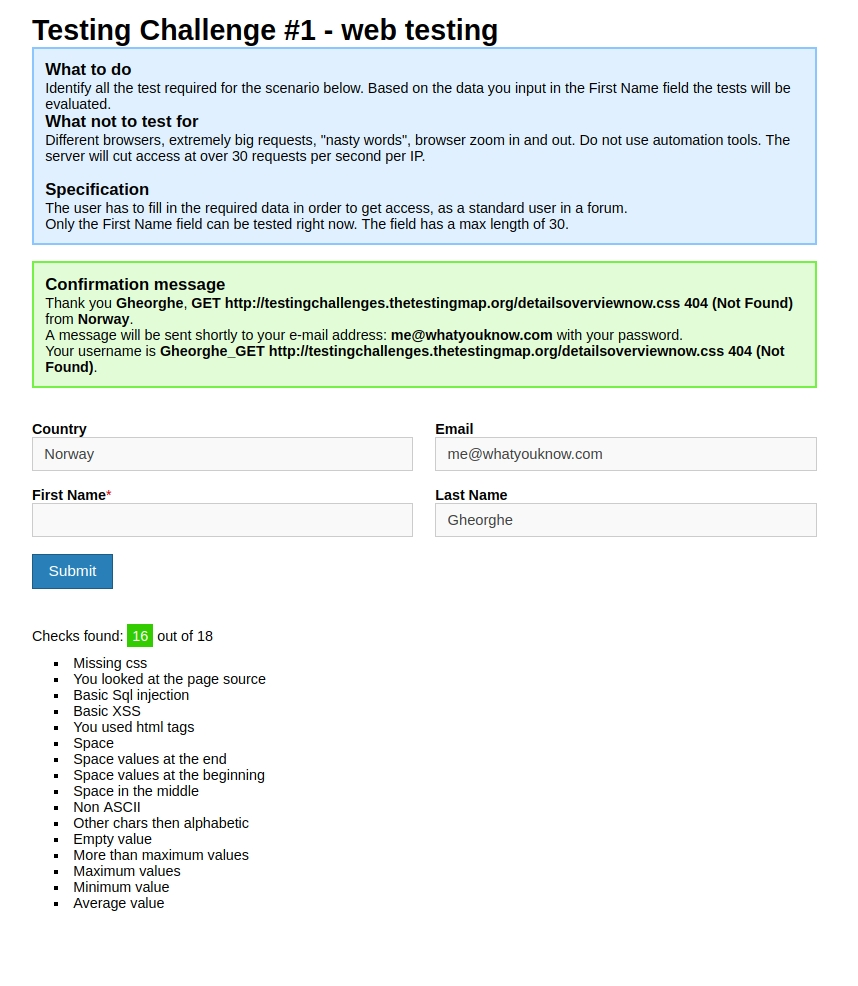 Testing Challenge #1 - web testing
What to do
Identify all the test required for the scenario below. Based on the data you input in the First Name field the tests will be
evaluated.
What not to test for
Different browsers, extremely big requests, "nasty words", browser zoom in and out. Do not use automation tools. The
server will cut access at over 30 requests per second per IP.
Specification
The user has to fill in the required data in order to get access, as a standard user in a forum.
Only the First Name field can be tested right now. The field has a max length of 30.
Confirmation message
Thank you Gheorghe, GET http://testingchallenges.thetestingmap.org/detailsoverviewnow.css 404 (Not Found)
from Norway.
A message will be sent shortly to your e-mail address: me@whatyouknow.com with your password.
Your username is Gheorghe_GET http://testingchallenges.thetestingmap.org/detailsoverviewnow.css 404 (Not
Found).
Country Email
Norway me@whatyouknow.com
First Name* Last Name
Gheorghe
Submit
Checks found: 16 out of 18
Missing css
You looked at the page source
Basic Sql injection
Basic XSS
You used html tags
Space
Space values at the end
Space values at the beginning
Space in the middle
Non ASCII
Other chars then alphabetic
Empty value
More than maximum values
Maximum values
Minimum value
Average value